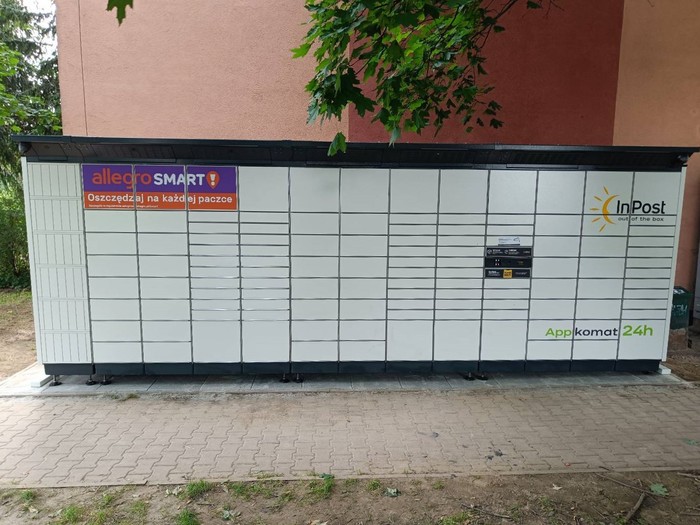 allegro SMART!
Oszczędzaj na każdej paczce
InPost
out of the box
Appkomat 24h